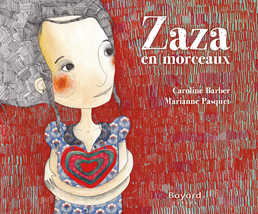 Zaza
en morceaux
Caroline Barber
Marianne Pasquet
Bayard